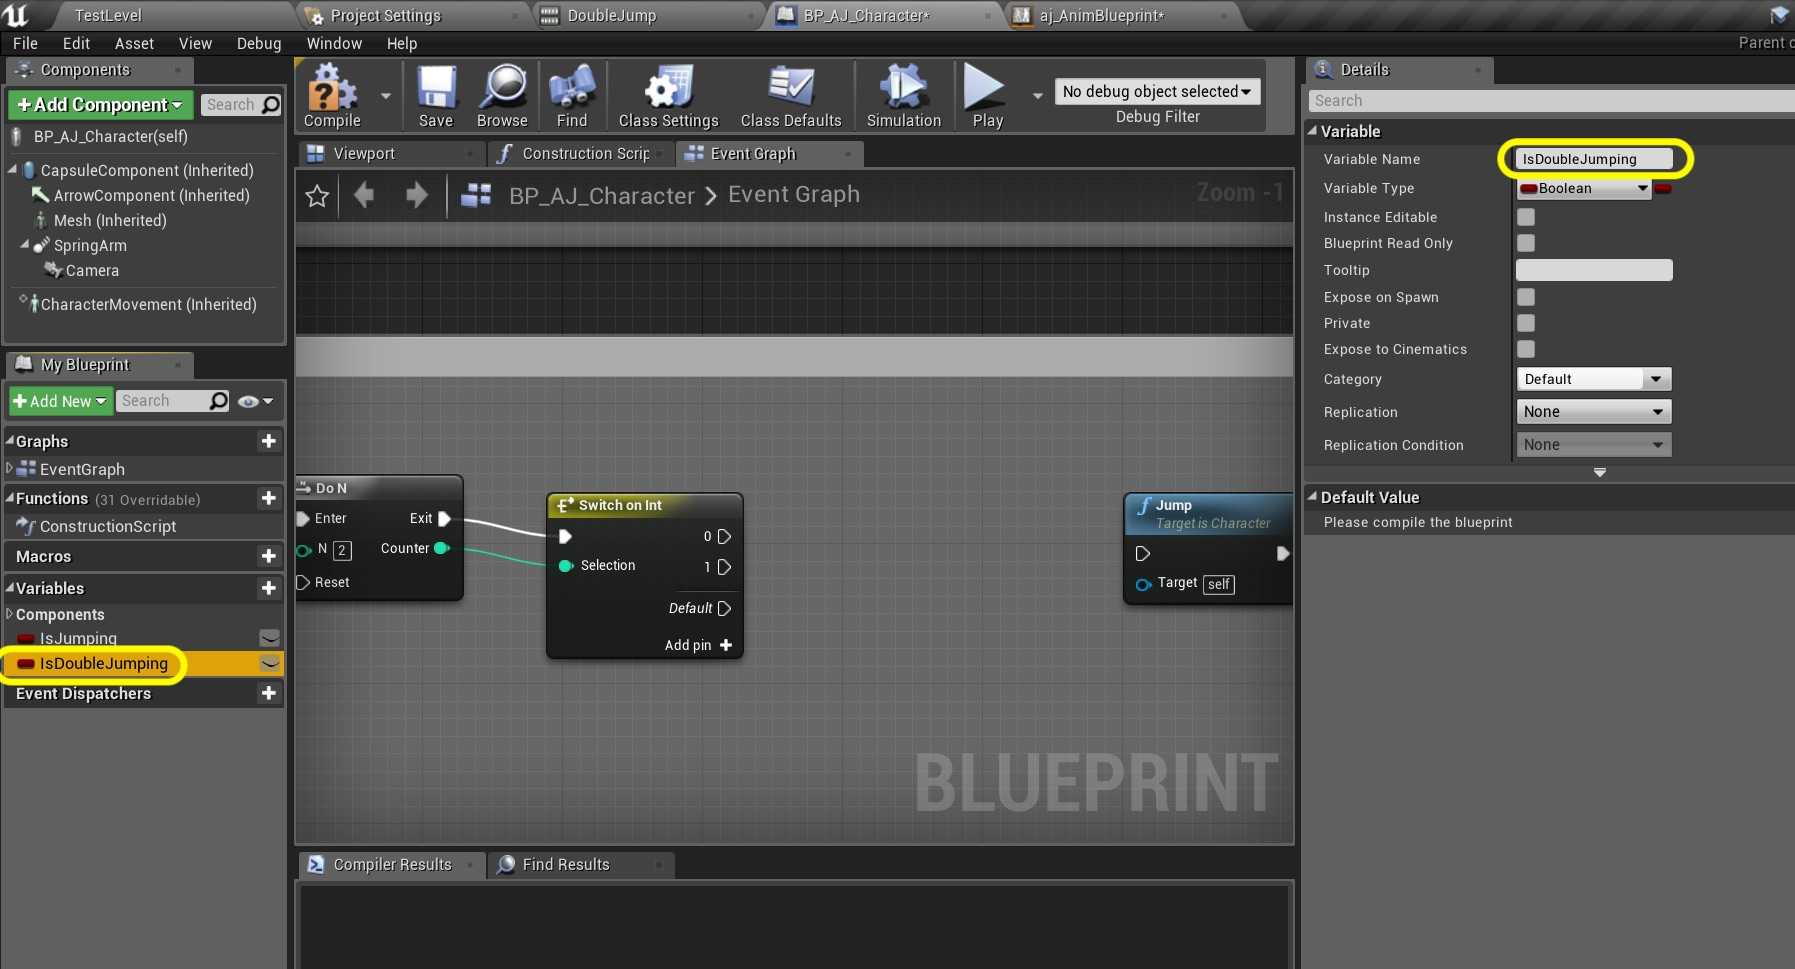 TestLevel
Project Settings
DoubleJump
BP_AJ_Character*
aj_AnimBlueprint*
File Edit Asset View Debug Window Help
Parent c
Components
+Add Component
Search
BP_AJ_Character(self)
CapsuleComponent (Inherited)
ArrowComponent (Inherited)
Mesh (Inherited)
SpringArm
Camera
CharacterMovement (Inherited)
My Blueprint
+Add New
Search
Graphs
EventGraph
Functions (31 Overridable)
ConstructionScript
Macros
Variables
Components
IsJumping
IsDoubleJumping
Event Dispatchers
Compile
Save
Browse
Find
Class Settings
Class Defaults
Simulation
Play
No debug object selected
Debug Filter
Viewport
Construction Scrip
Event Graph
BP_AJ_Character > Event Graph
Zoom -1
Do N
Enter
Exit
N 2
Counter
Reset
Switch on Int
0
Selection
1
Default
Add pin +
Jump
Target is Character
Target self
BLUEPRINT
Compiler Results
Find Results
Details
Search
Variable
Variable Name IsDoubleJumping
Variable Type Boolean
Instance Editable
Blueprint Read Only
Tooltip
Expose on Spawn
Private
Expose to Cinematics
Category Default
Replication None
Replication Condition None
Default Value
Please compile the blueprint